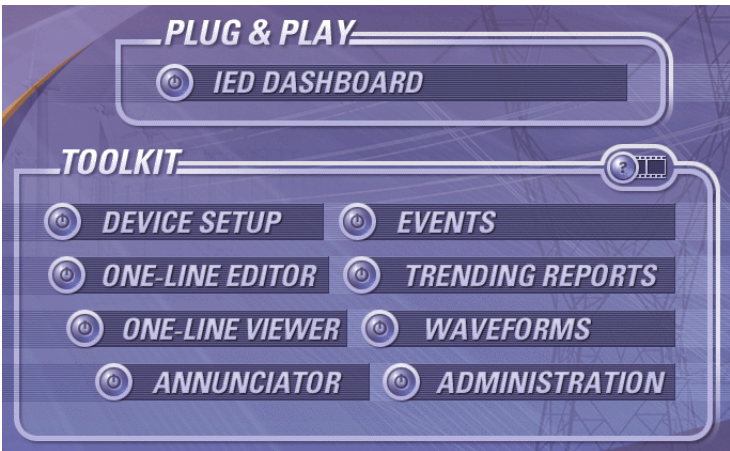 PLUG & PLAY
IED DASHBOARD
TOOLKIT
?
DEVICE SETUP
EVENTS
ONE-LINE EDITOR
TRENDING REPORTS
ONE-LINE VIEWER
WAVEFORMS
ANNUNCIATOR
ADMINISTRATION